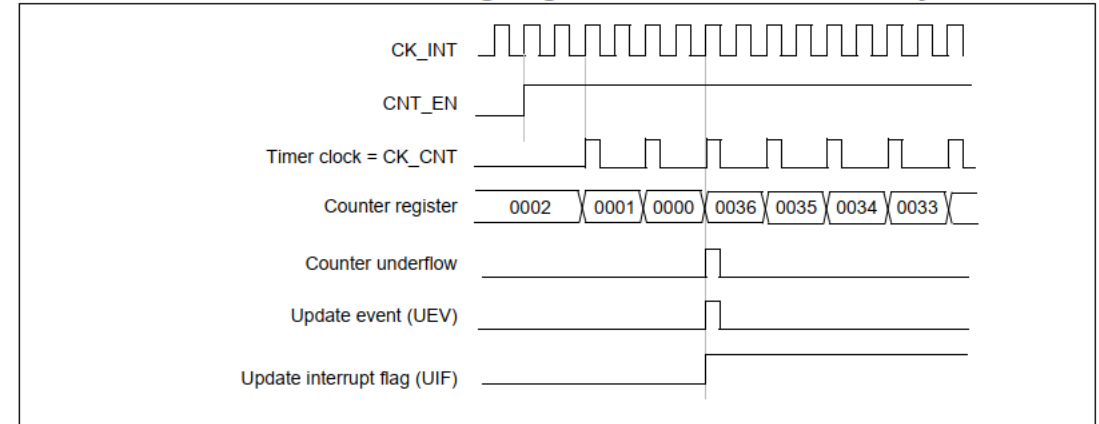 CK_INT
CNT_EN
Timer clock = CK_CNT
Counter register 0002 0001 0000 0036 0035 0034 0033
Counter underflow
Update event (UEV)
Update interrupt flag (UIF)